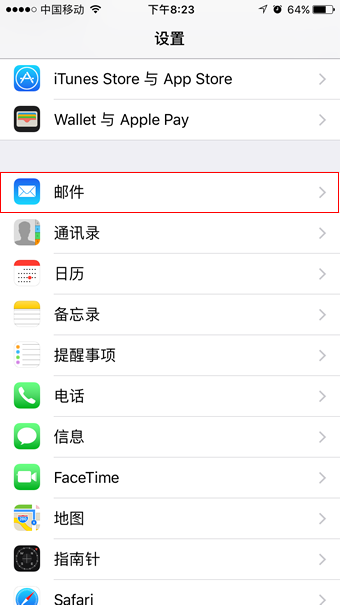 中国移动 下午8:23 64%
设置
iTunes Store 与 App Store
Wallet 与 Apple Pay
邮件
通讯录
日历
备忘录
提醒事项
电话
信息
FaceTime
地图
指南针
Safari